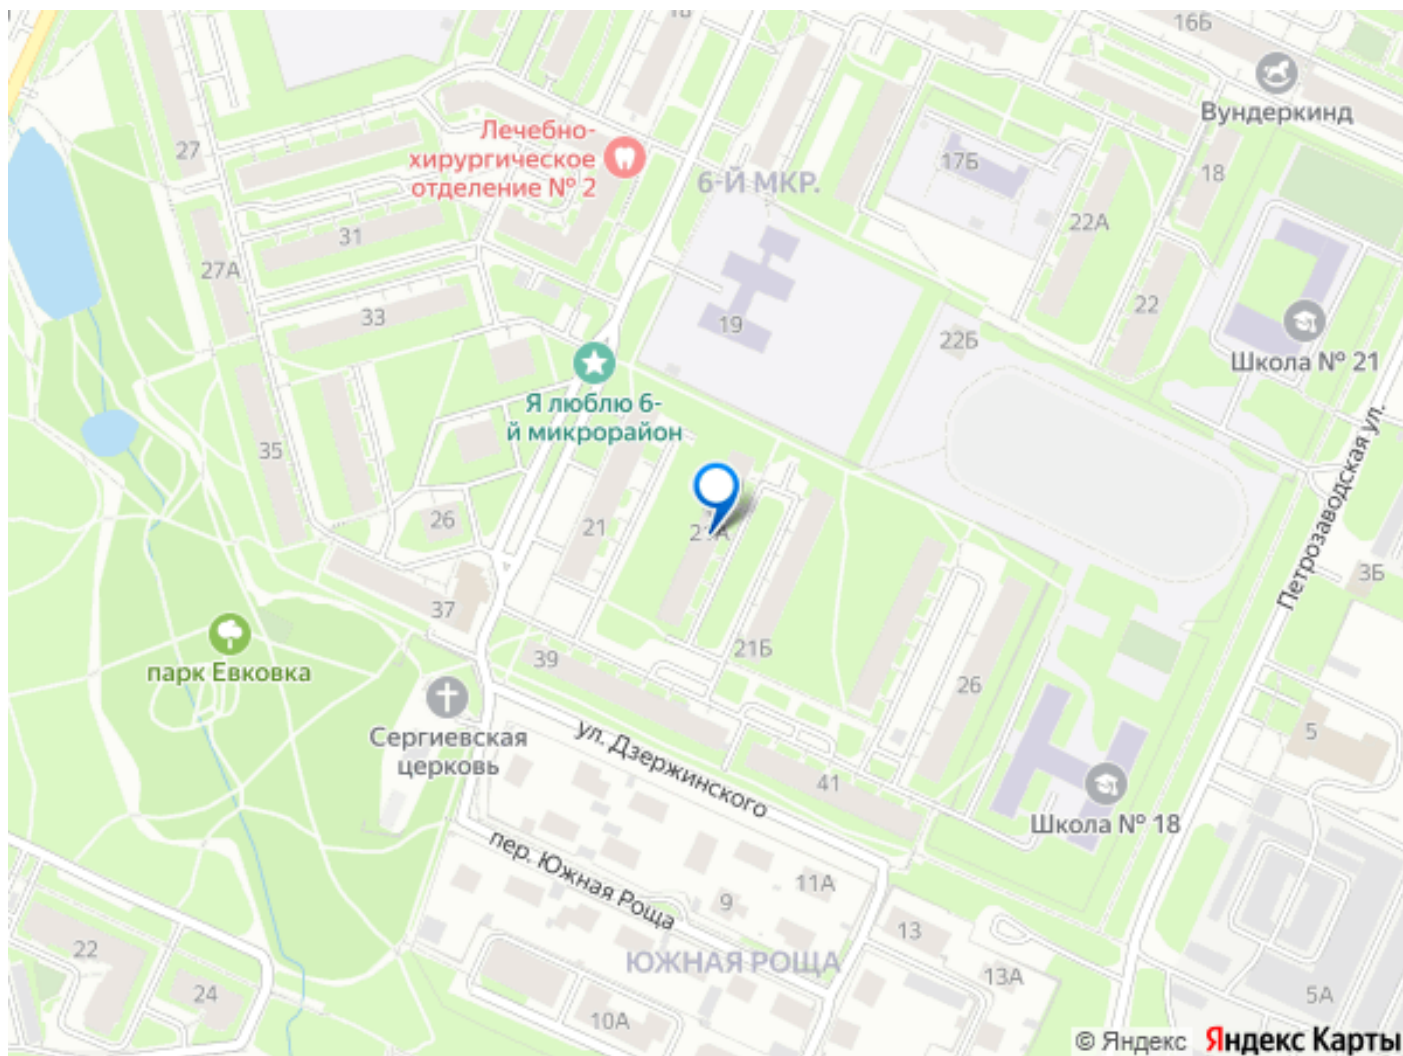 16Б
Вундеркинд
27
Лечебно-
хирургическое
отделение № 2
6-Й МКР.
17Б
18
22А
31
27А
33
19
22Б
22
Школа № 21
Я люблю 6-
й микрорайон
35
26
21
21А
Петрозаводская ул.
3Б
37
парк Евковка
39
21Б
26
Сергиевская
церковь
ул. Дзержинского
5
41
Школа № 18
пер. Южная Роща
11А
9
13
22
ЮЖНАЯ РОЩА
13А
24
10А
5А
© Яндекс Яндекс Карты